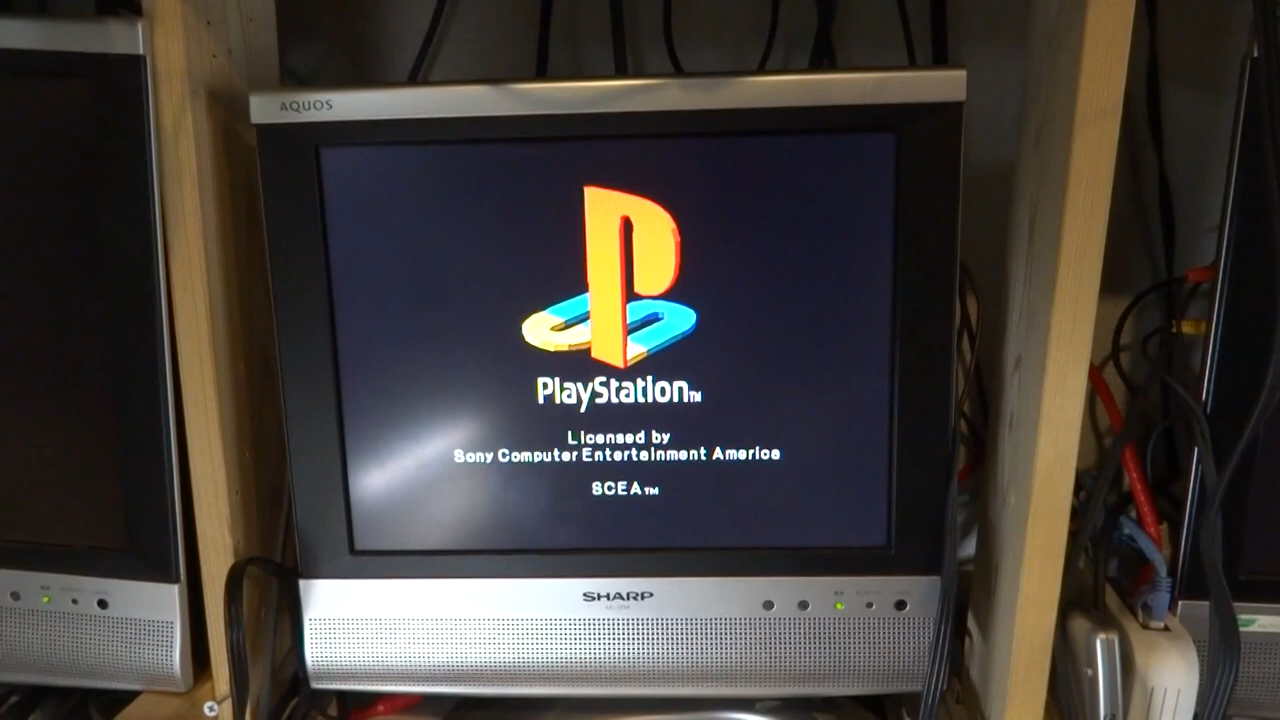 AQUOS
PlayStation™
Licensed by
Sony Computer Entertainment America
SCEA™
SHARP